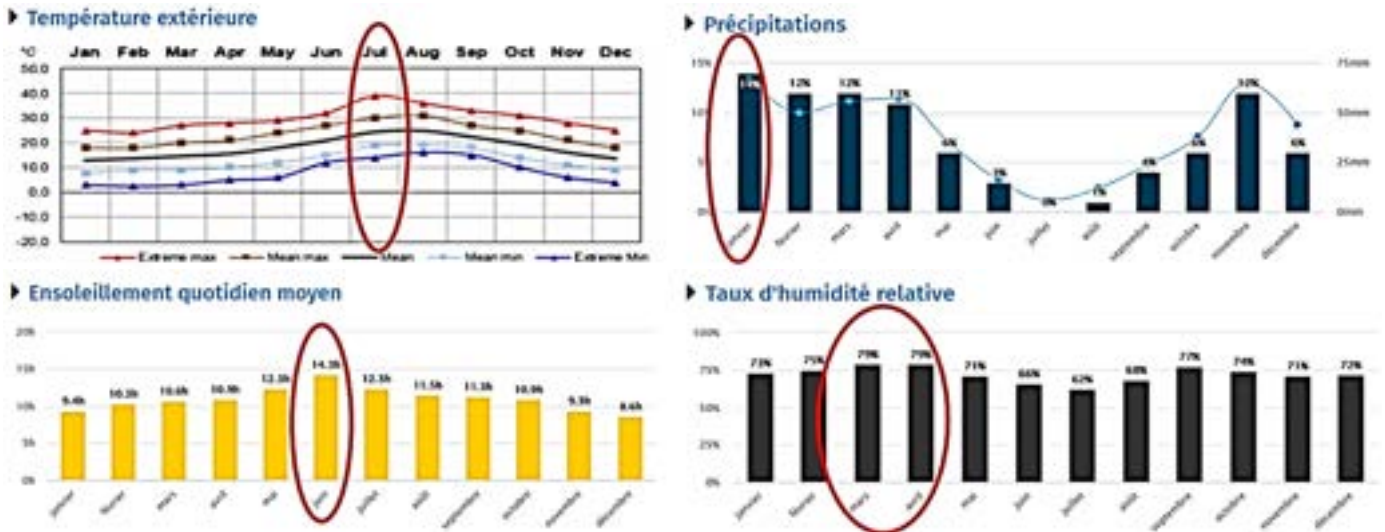 Température extérieure
°C Jan Feb Mar Apr May Jun Jul Aug Sep Oct Nov Dec
50.0
40.0
30.0
20.0
10.0
0.0
-10.0
-20.0
Extreme max Mean max Mean Mean min Extreme Min
Précipitations
15% 75mm
12% 12% 11% 6% 3% 0% 1% 4% 6% 6%
10% 50mm
5% 25mm
0% 0mm
janvier février mars avril mai juin juillet août septembre octobre novembre décembre
Ensoleillement quotidien moyen
20h
15h
9.4h 10.3h 10.6h 10.9h 12.3h 14.3h 12.3h 11.5h 11.3h 10.9h 9.3h 8.6h
10h
5h
0h
janvier février mars avril mai juin juillet août septembre octobre novembre décembre
Taux d'humidité relative
100%
73% 75% 79% 79% 71% 66% 62% 68% 77% 74% 71% 72%
75%
50%
25%
0%
janvier février mars avril mai juin juillet août septembre octobre novembre décembre